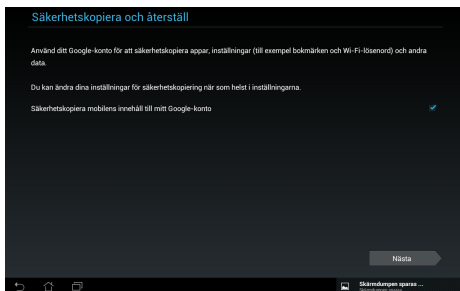 Säkerhetskopiera och återställ
Använd ditt Google-konto för att säkerhetskopiera appar, inställningar (till exempel bokmärken och Wi-Fi-lösenord) och andra
data.
Du kan ändra dina inställningar för säkerhetskopiering när som helst i inställningarna.
Säkerhetskopiera mobilens innehåll till mitt Google-konto
Nästa
Skärmdumpen sparas ...
Skärmdumpen sparas